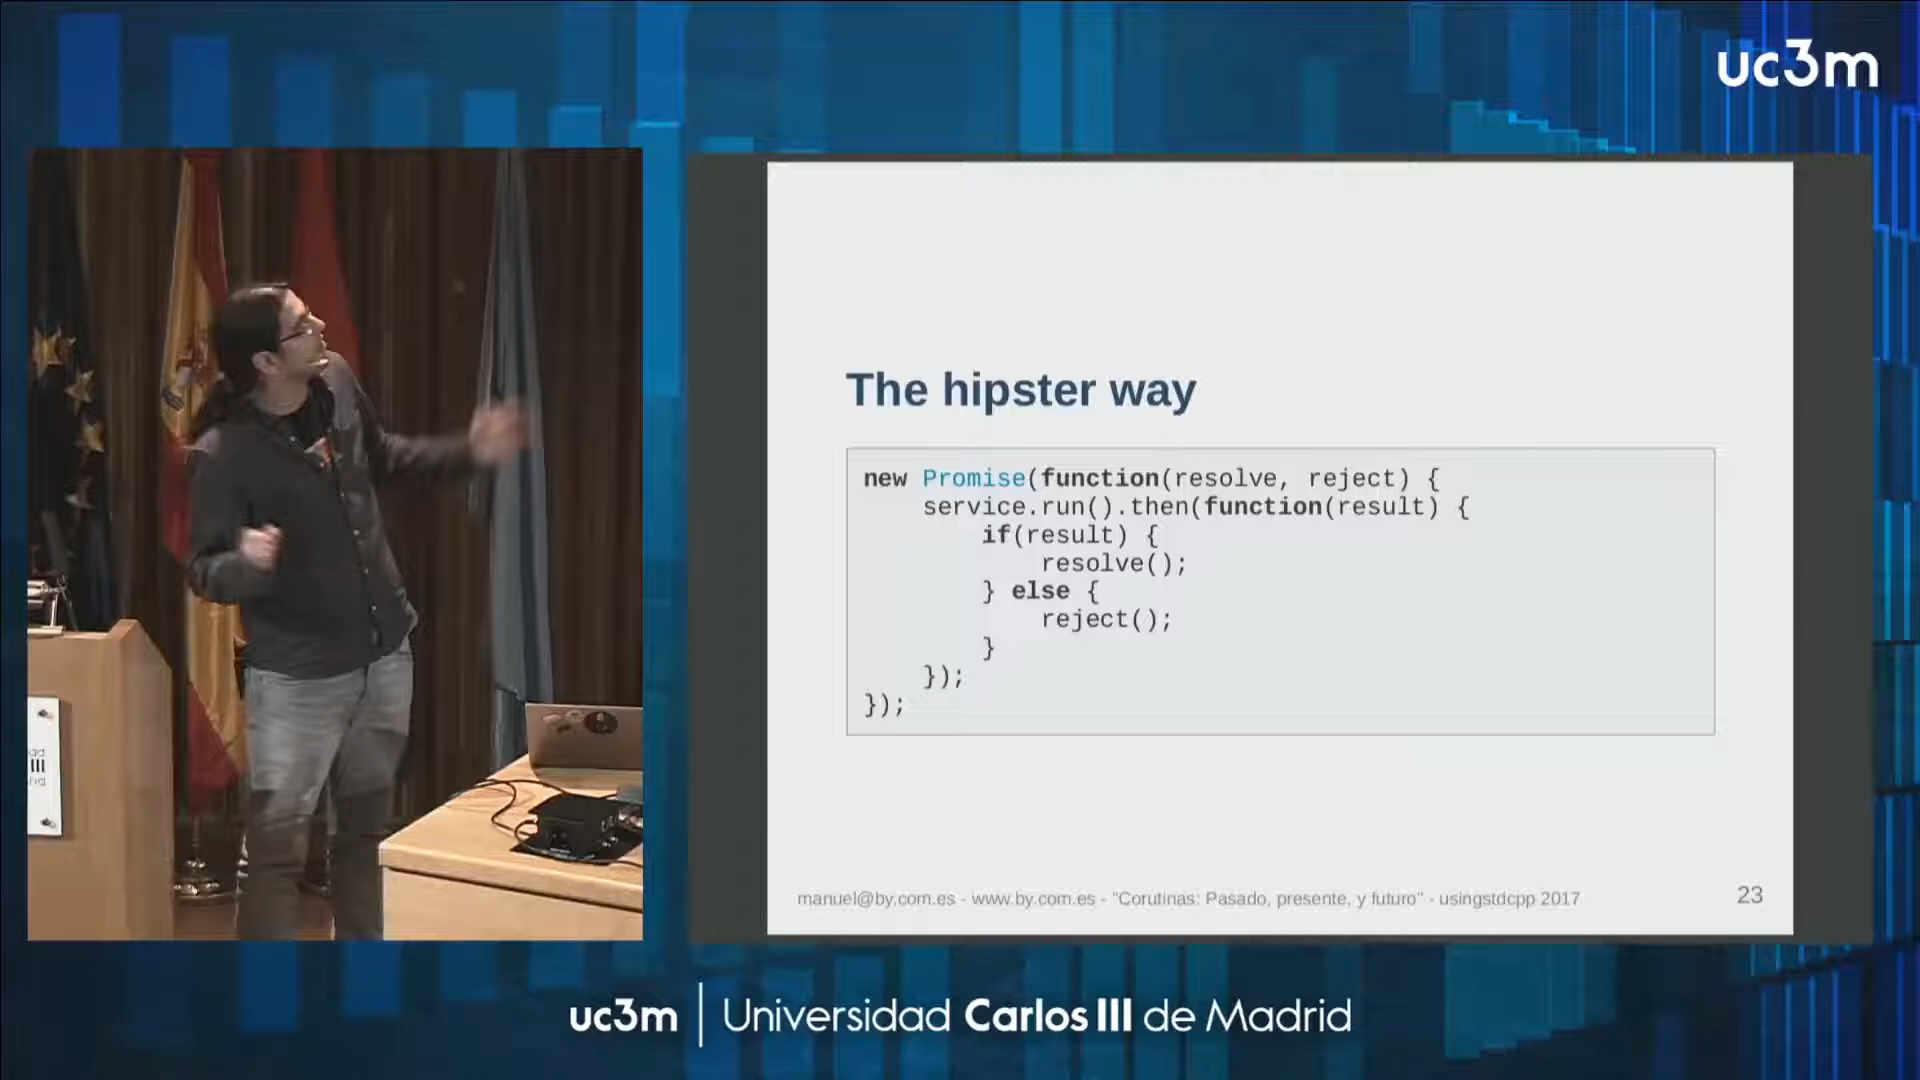 uc3m
The hipster way
new Promise(function(resolve, reject) {
    service.run().then(function(result) {
        if(result) {
            resolve();
        } else {
            reject();
        }
    });
});
manuel@by.com.es - www.by.com.es - "Corutinas: Pasado, presente, y futuro" - usingstdcpp 2017
23
III
uc3m | Universidad Carlos III de Madrid